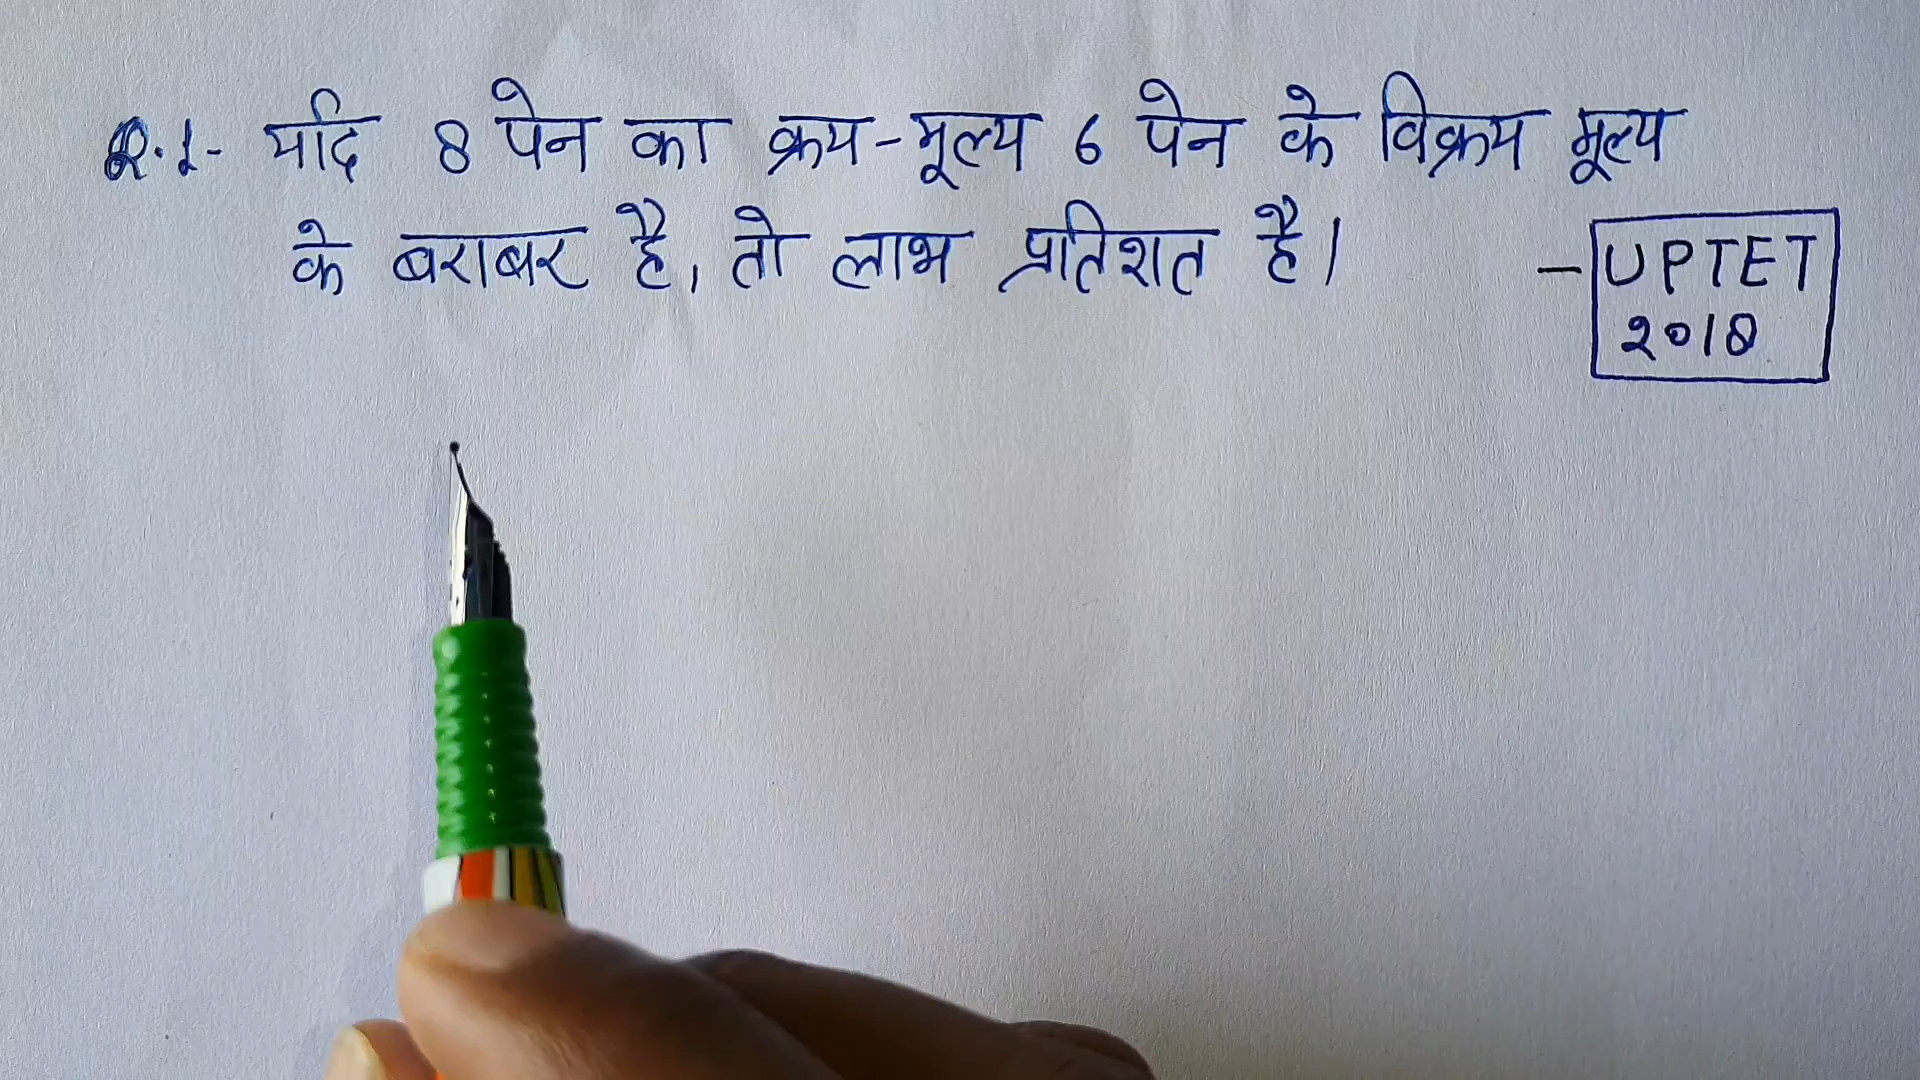 Q.1- यदि 8 पेन का क्रय-मूल्य 6 पेन के विक्रय मूल्य
के बराबर है, तो लाभ प्रतिशत है।
- UPTET
2018